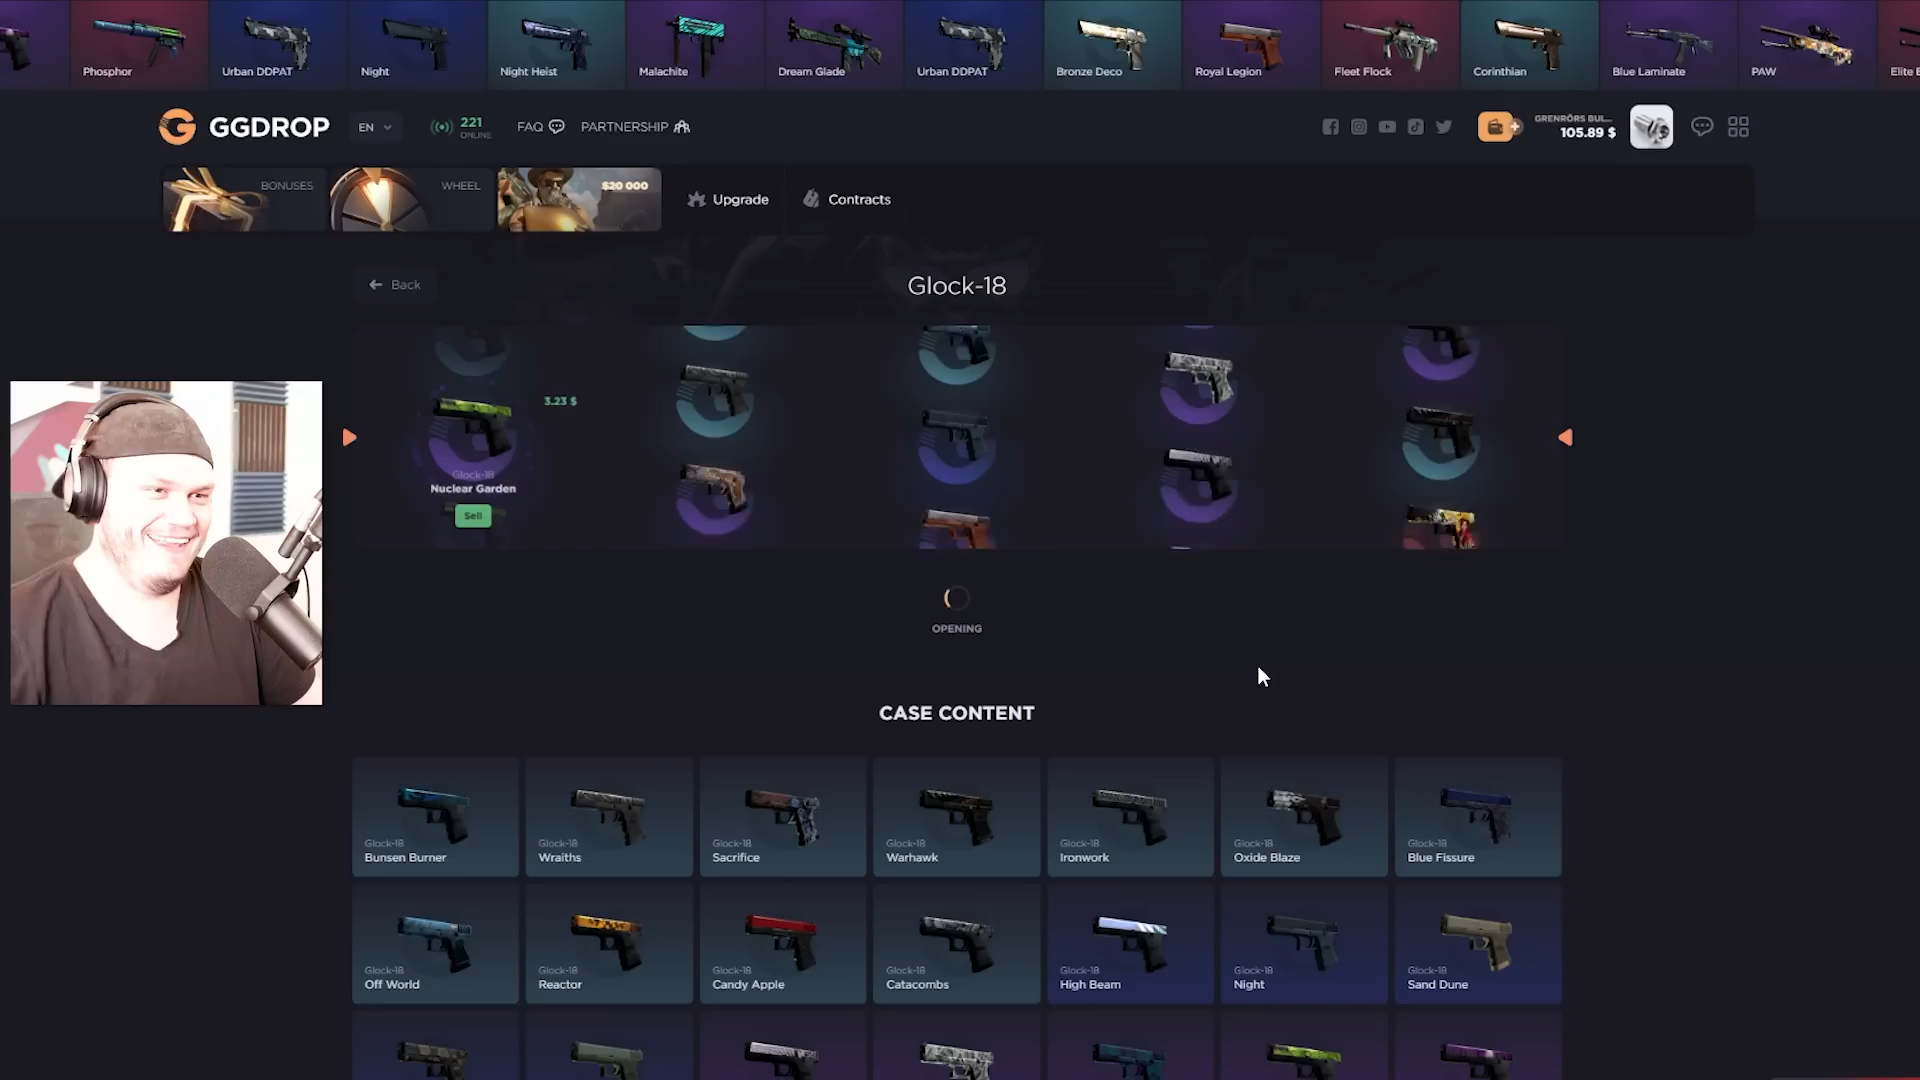 Phosphor
Urban DDPAT
Night
Night Heist
Malachite
Dream Glade
Urban DDPAT
Bronze Deco
Royal Legion
Fleet Flock
Corinthian
Blue Laminate
PAW
GGDROP
EN
221
ONLINE
FAQ
PARTNERSHIP
GRENRÖRS BUL...
105.89 $
BONUSES
WHEEL
$20 000
Upgrade
Contracts
Back
Glock-18
3.23 $
Glock-18
Nuclear Garden
Sell
OPENING
CASE CONTENT
Glock-18
Bunsen Burner
Glock-18
Wraiths
Glock-18
Sacrifice
Glock-18
Warhawk
Glock-18
Ironwork
Glock-18
Oxide Blaze
Glock-18
Blue Fissure
Glock-18
Off World
Glock-18
Reactor
Glock-18
Candy Apple
Glock-18
Catacombs
Glock-18
High Beam
Glock-18
Night
Glock-18
Sand Dune